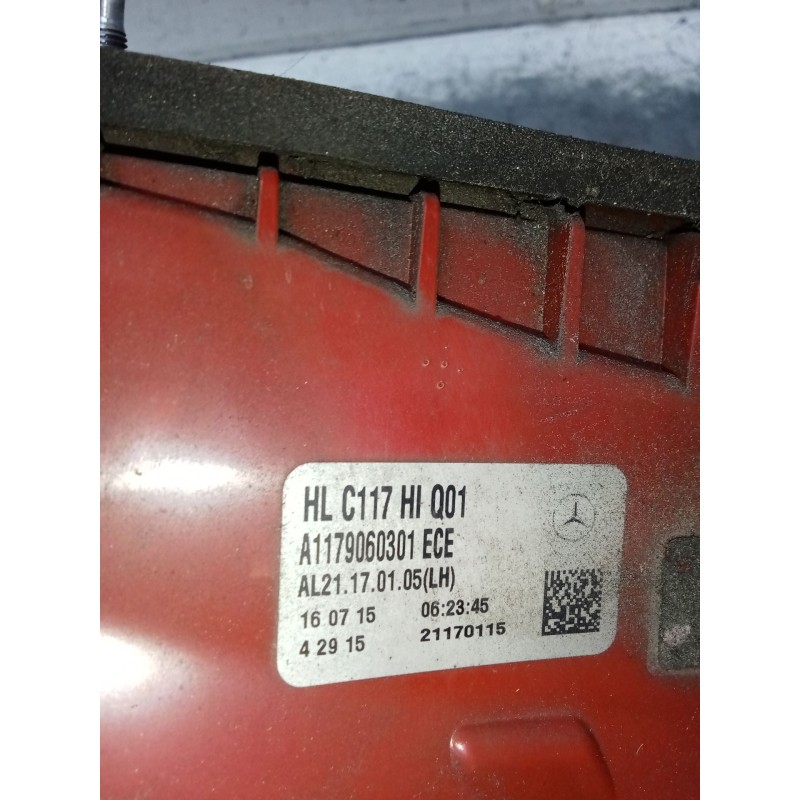 HL C117 HI Q01
A1179060301 ECE
AL21.17.01.05(LH)
16 07 15 06:23:45
4 29 15 21170115